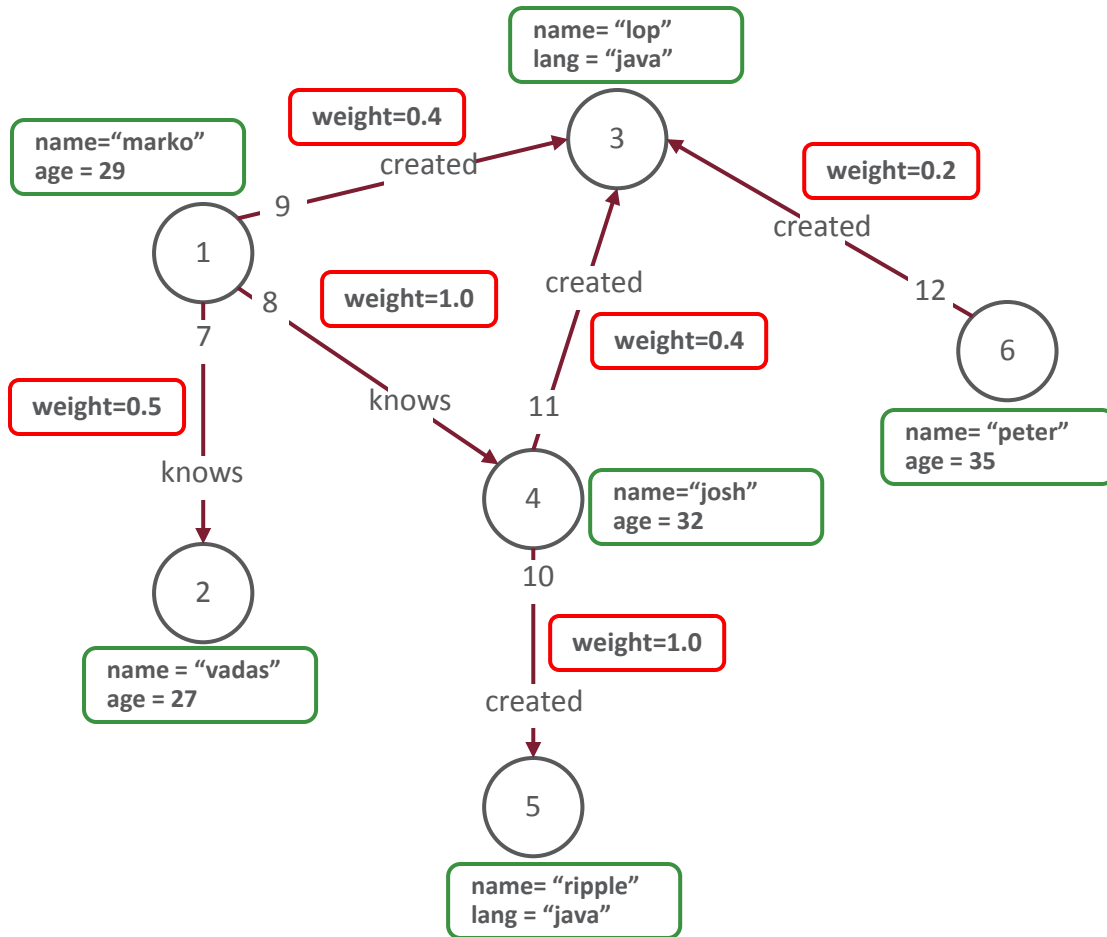 name= “lop”
lang = “java”
weight=0.4
3
name=“marko”
age = 29
created
weight=0.2
9
created
1
created
8
weight=1.0
12
7
weight=0.4
6
weight=0.5
knows
11
name= “peter”
age = 35
knows
4
name=“josh”
age = 32
10
2
weight=1.0
name = “vadas”
age = 27
created
5
name= “ripple”
lang = “java”